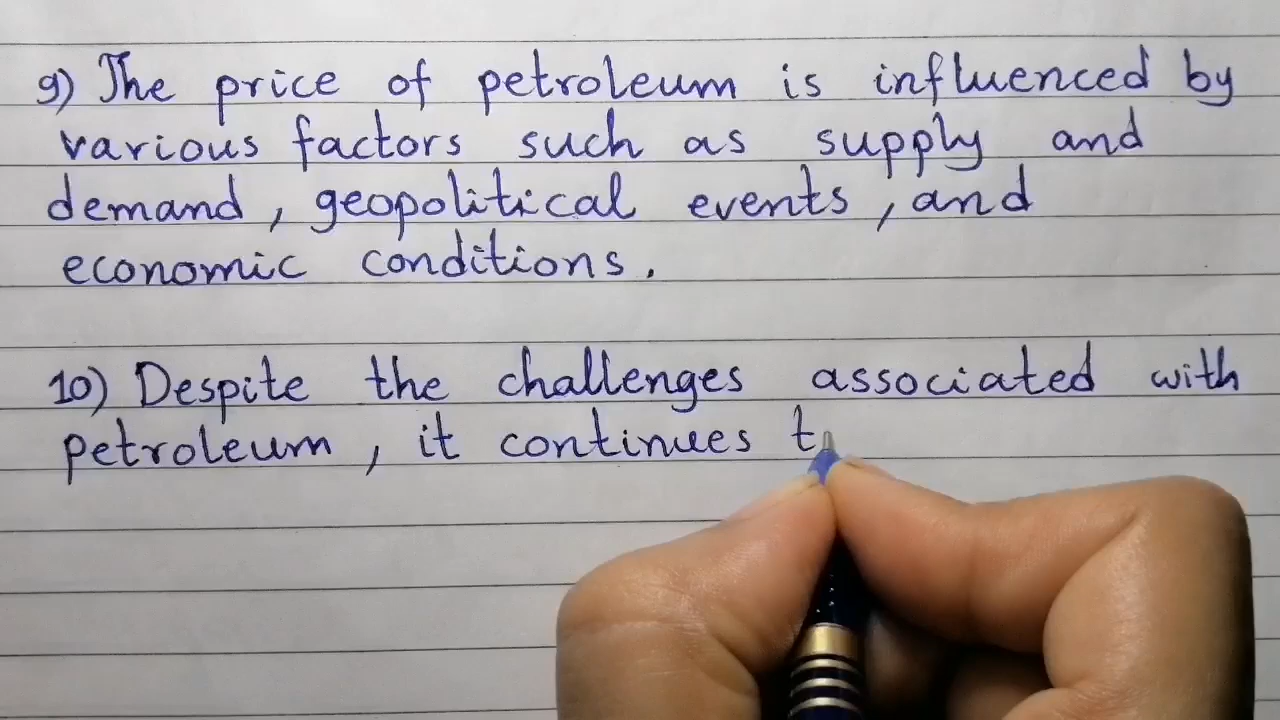 9) The price of petroleum is influenced by
various factors such as supply and
demand, geopolitical events, and
economic conditions.
10) Despite the challenges associated with
petroleum, it continues t